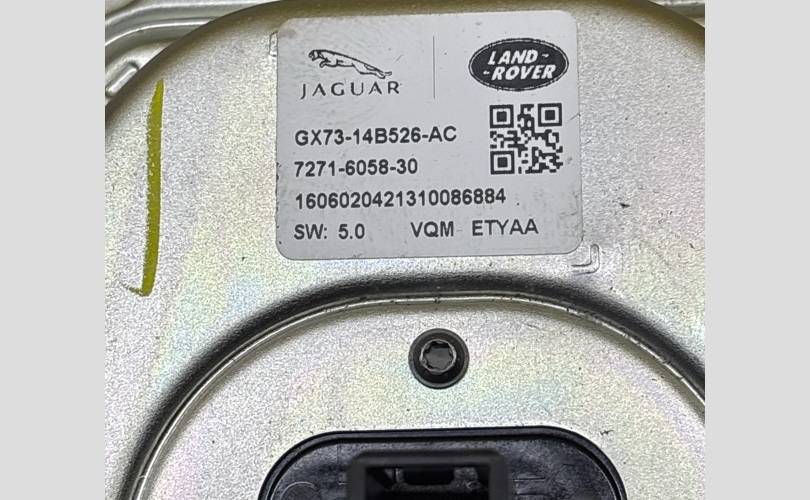 JAGUAR
LAND-
-ROVER
GX73-14B526-AC
7271-6058-30
1606020421310086884
SW: 5.0 VQM ETYAA